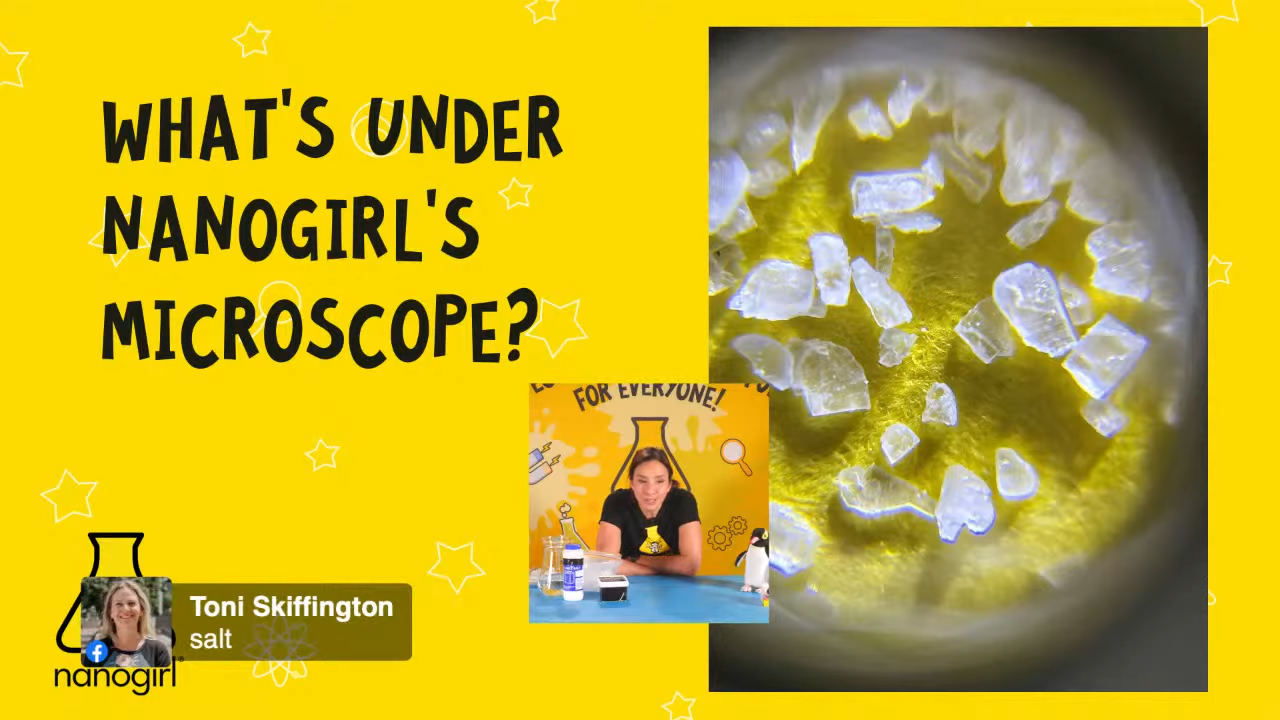 WHAT'S UNDER
NANOGIRL'S
MICROSCOPE?
FOR EVERYONE!
Toni Skiffington
salt
nanogirl